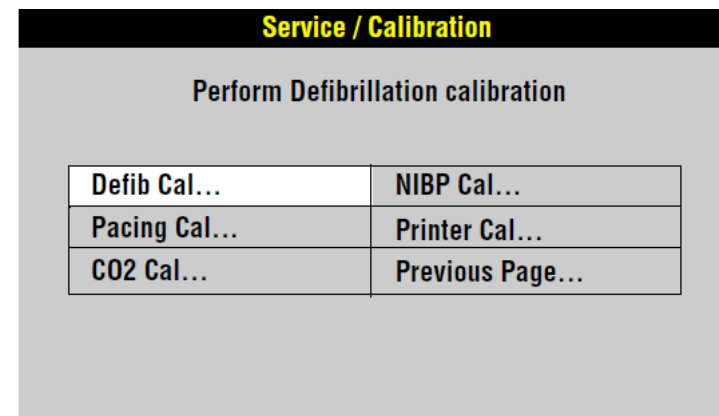 Service / Calibration
Perform Defibrillation calibration
Defib Cal...
NIBP Cal...
Pacing Cal...
Printer Cal...
CO2 Cal...
Previous Page...